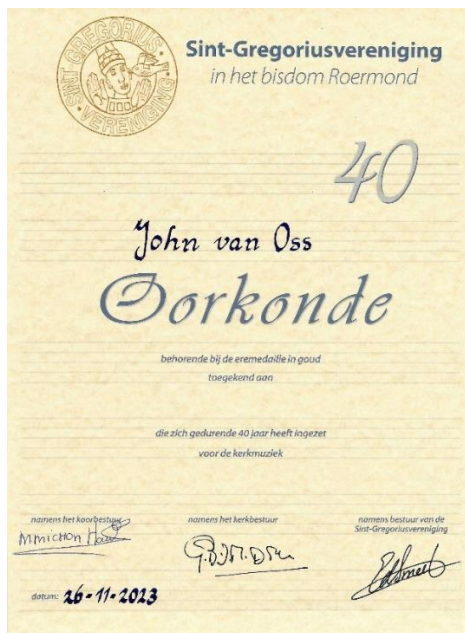 SINT GREGORIUS VERENIGING
Sint-Gregoriusvereniging
in het bisdom Roermond
40
John van Oss
Oorkonde
behorende bij de eremedaille in goud
toegekend aan
die zich gedurende 40 jaar heeft ingezet
voor de kerkmuziek
namens het koorbestuur
namens het kerkbestuur
namens bestuur van de
Sint-Gregoriusvereniging
MMichon
datum: 26-11-2023